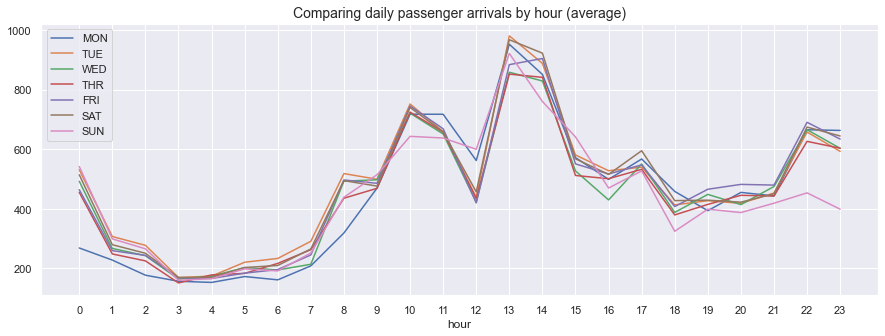 Comparing daily passenger arrivals by hour (average)
1000
800
600
400
200
MON
TUE
WED
THR
FRI
SAT
SUN
0 1 2 3 4 5 6 7 8 9 10 11 12 13 14 15 16 17 18 19 20 21 22 23
hour